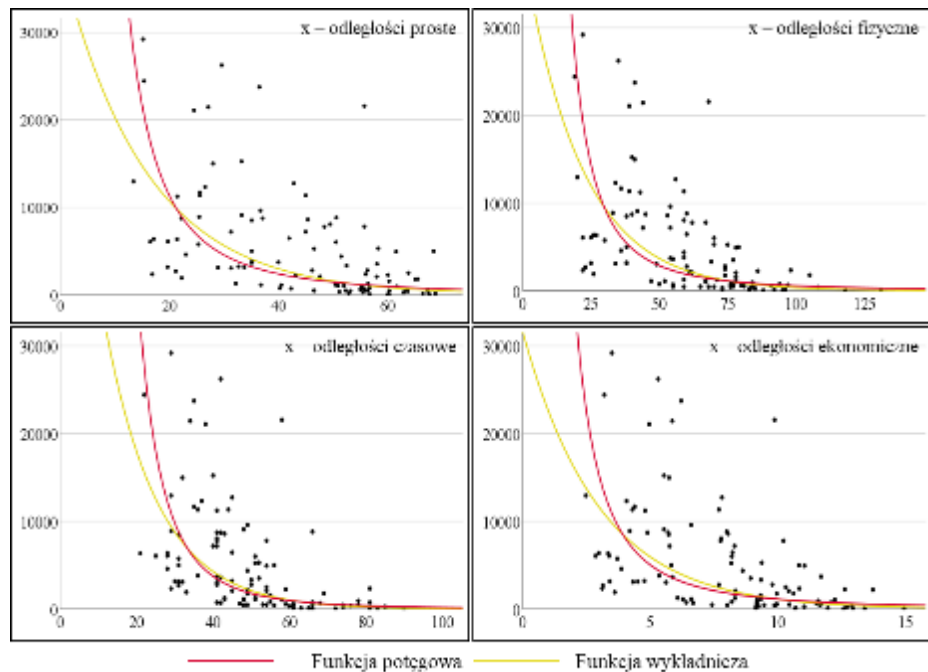 x – odległości proste
30000
20000
10000
0
0 20 40 60
x – odległości fizyczne
30000
20000
10000
0
0 25 50 75 100 125
x odległości czasowe
30000
20000
10000
0
0 20 40 60 80 100
x odległości ekonomiczne
30000
20000
10000
0
0 5 10 15
Funkcja potęgowa Funkcja wykładnicza